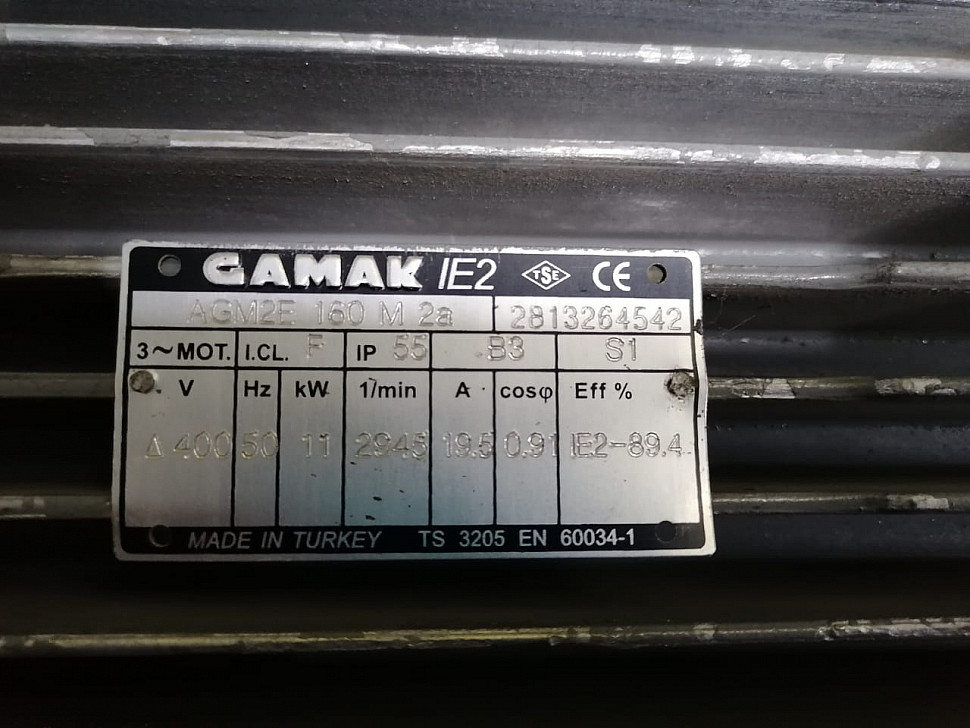 GAMAK IE2 TSE CE
AGM2E 160 M 2a 2813264542
3~MOT. I.CL. F IP 55 B3 S1
V Hz kW 1/min A cosφ Eff %
Δ 400 50 11 2945 19.5 0.91 IE2-89.4
MADE IN TURKEY TS 3205 EN 60034-1